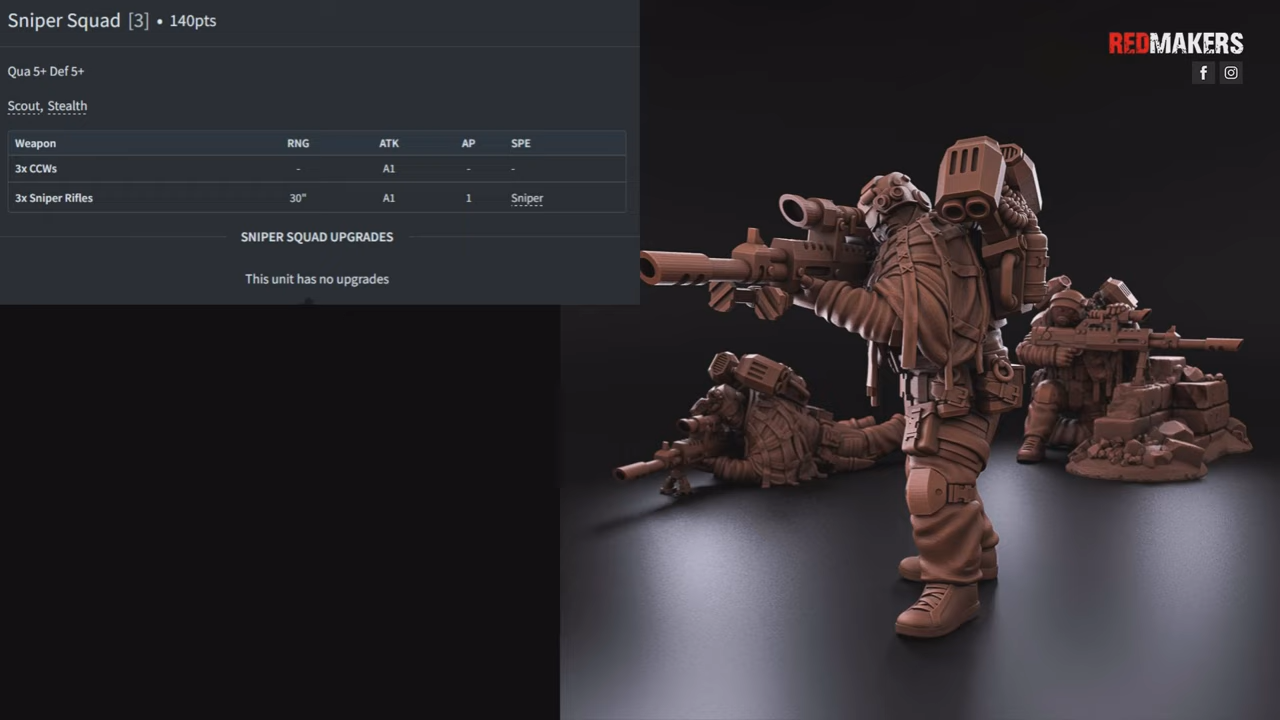 Sniper Squad [3] • 140pts
Qua 5+ Def 5+
Scout, Stealth
Weapon RNG ATK AP SPE
3x CCWs - A1 - -
3x Sniper Rifles 30" A1 1 Sniper
SNIPER SQUAD UPGRADES
This unit has no upgrades
REDMAKERS